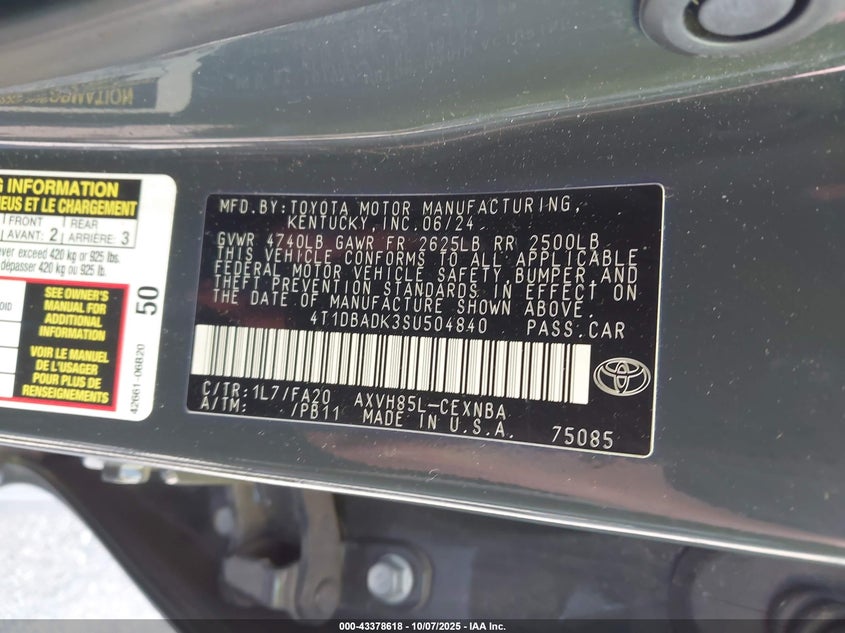 G INFORMATION
NEUS ET LE CHARGEMENT
FRONT
AVANT: 2
REAR
ARRIÈRE: 3
ever exceed 420 kg or 925 lbs.
dépasser 420 kg ou 925 lb.
SEE OWNER'S
MANUAL FOR
ADDITIONAL
INFORMATION
VOIR LE MANUEL
DE L'USAGER
POUR PLUS DE
50
42661-06B20
MFD.BY:TOYOTA MOTOR MANUFACTURING,
KENTUCKY, INC.06/24
GVWR 4740LB GAWR FR 2625LB RR 2500LB
THIS VEHICLE CONFORMS TO ALL APPLICABLE
FEDERAL MOTOR VEHICLE SAFETY BUMPER AND
THEFT PREVENTION STANDARDS IN EFFECT ON
THE DATE OF MANUFACTURE SHOWN ABOVE.
4T1DBADK3SU504840 PASS.CAR
C/TR:1L7/FA20 AXVH85L-CEXNBA
A/TM: /PB11 MADE IN U.S.A. 75085
000-43378618 - 10/07/2025 - IAAI.COM